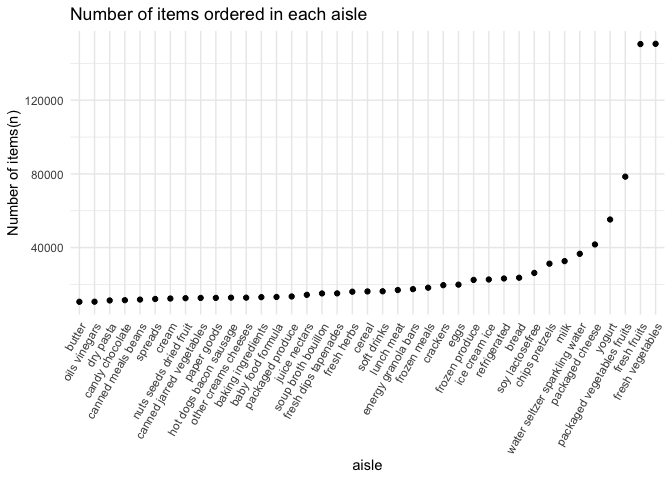 Number of items ordered in each aisle
Number of items(n)
120000
80000
40000
butter
oils vinegars
dry pasta
candy chocolate
canned meals beans
spreads
cream
nuts seeds dried fruit
canned jarred vegetables
paper goods
hot dogs bacon sausage
other creams cheeses
baking ingredients
baby food formula
packaged produce
juice nectars
soup broth bouillon
fresh dips tapenades
fresh herbs
cereal
soft drinks
lunch meat
energy granola bars
frozen meals
crackers
eggs
frozen produce
ice cream ice
refrigerated
bread
soy lactosefree
chips pretzels
milk
water seltzer sparkling water
packaged cheese
yogurt
packaged vegetables fruits
fresh fruits
fresh vegetables
aisle